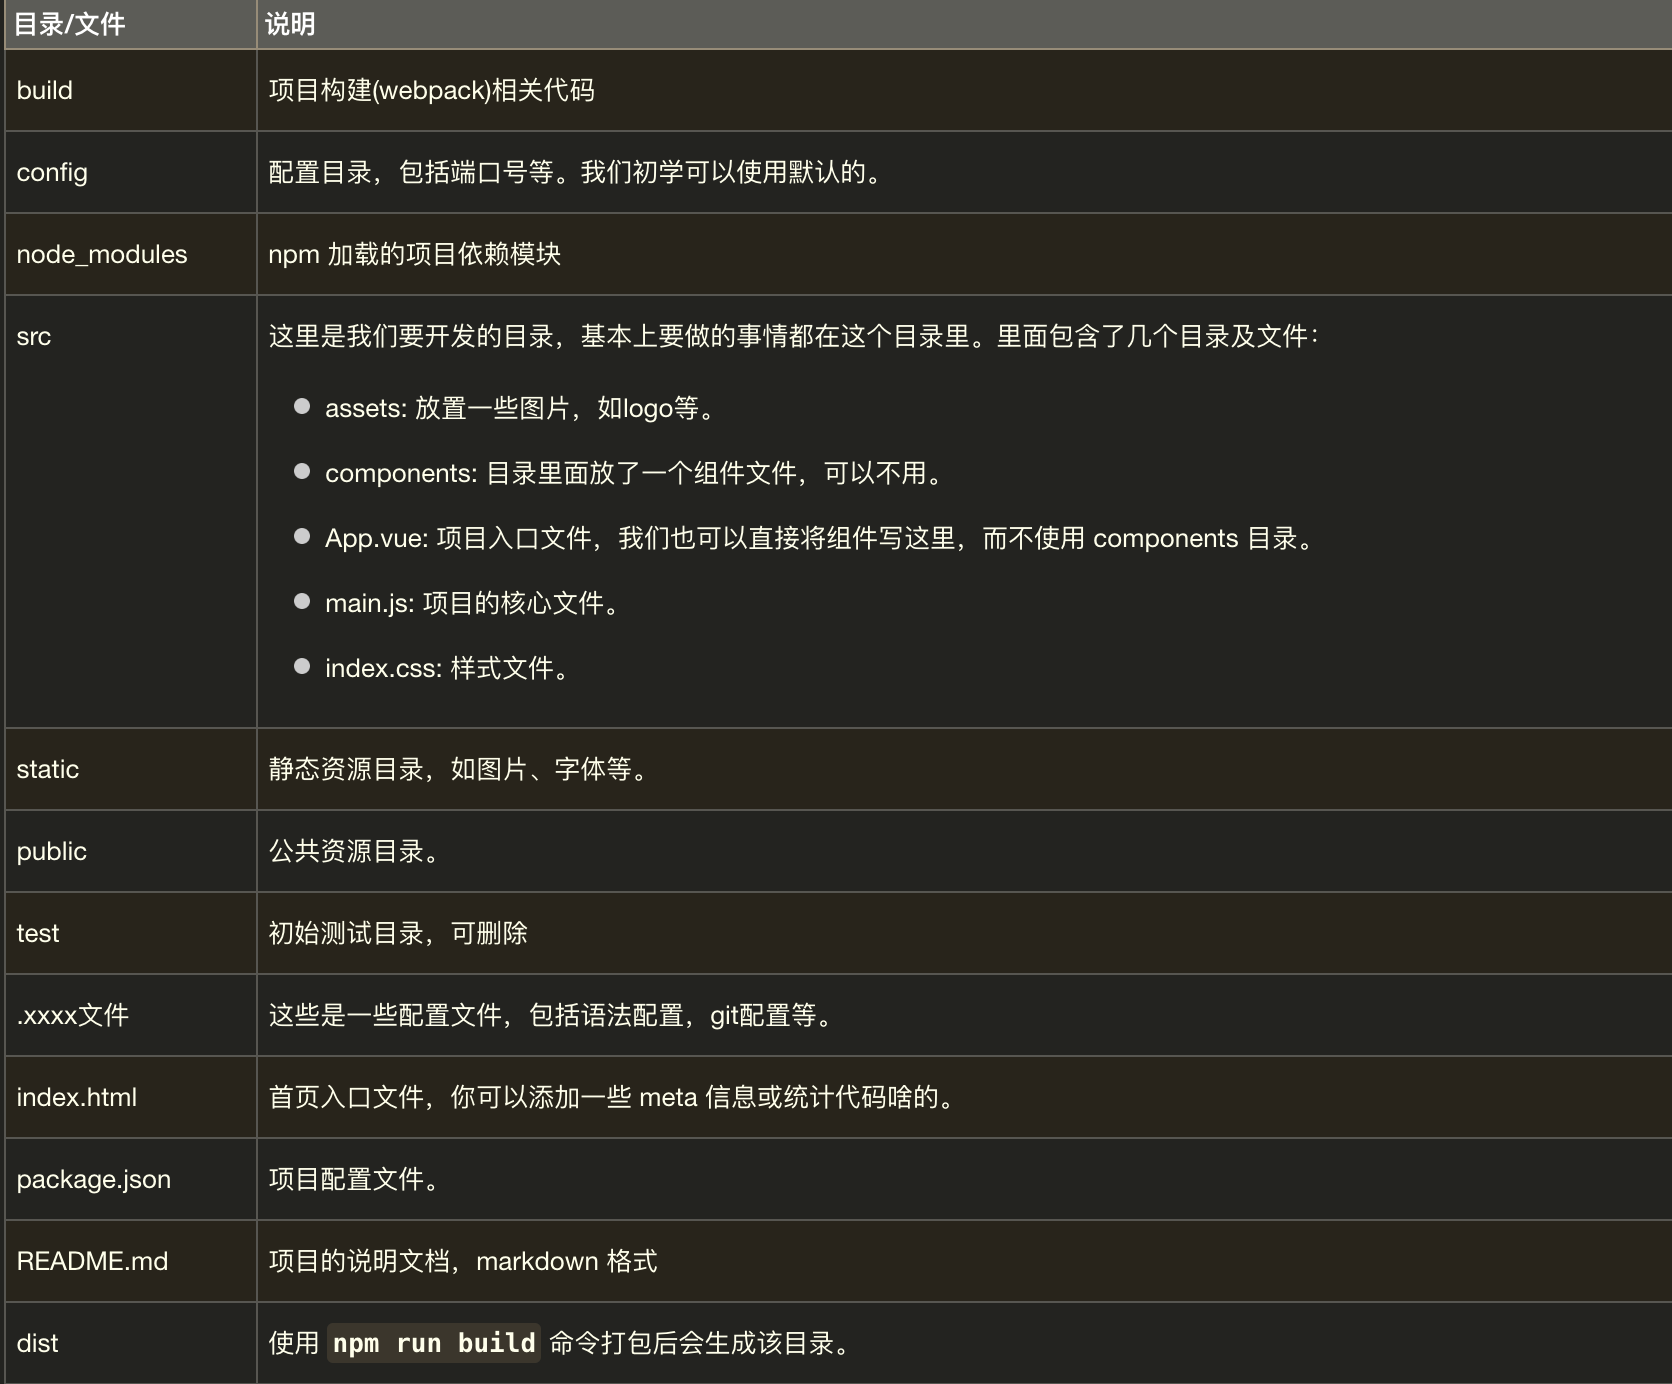 目录/文件 说明
build 项目构建(webpack)相关代码
config 配置目录，包括端口号等。我们初学可以使用默认的。
node_modules npm 加载的项目依赖模块
src 这里是我们要开发的目录，基本上要做的事情都在这个目录里。里面包含了几个目录及文件：
assets: 放置一些图片，如logo等。
components: 目录里面放了一个组件文件，可以不用。
App.vue: 项目入口文件，我们也可以直接将组件写这里，而不使用 components 目录。
main.js: 项目的核心文件。
index.css: 样式文件。
static 静态资源目录，如图片、字体等。
public 公共资源目录。
test 初始测试目录，可删除
.xxxx文件 这些是一些配置文件，包括语法配置，git配置等。
index.html 首页入口文件，你可以添加一些 meta 信息或统计代码啥的。
package.json 项目配置文件。
README.md 项目的说明文档，markdown 格式
dist 使用 npm run build 命令打包后会生成该目录。